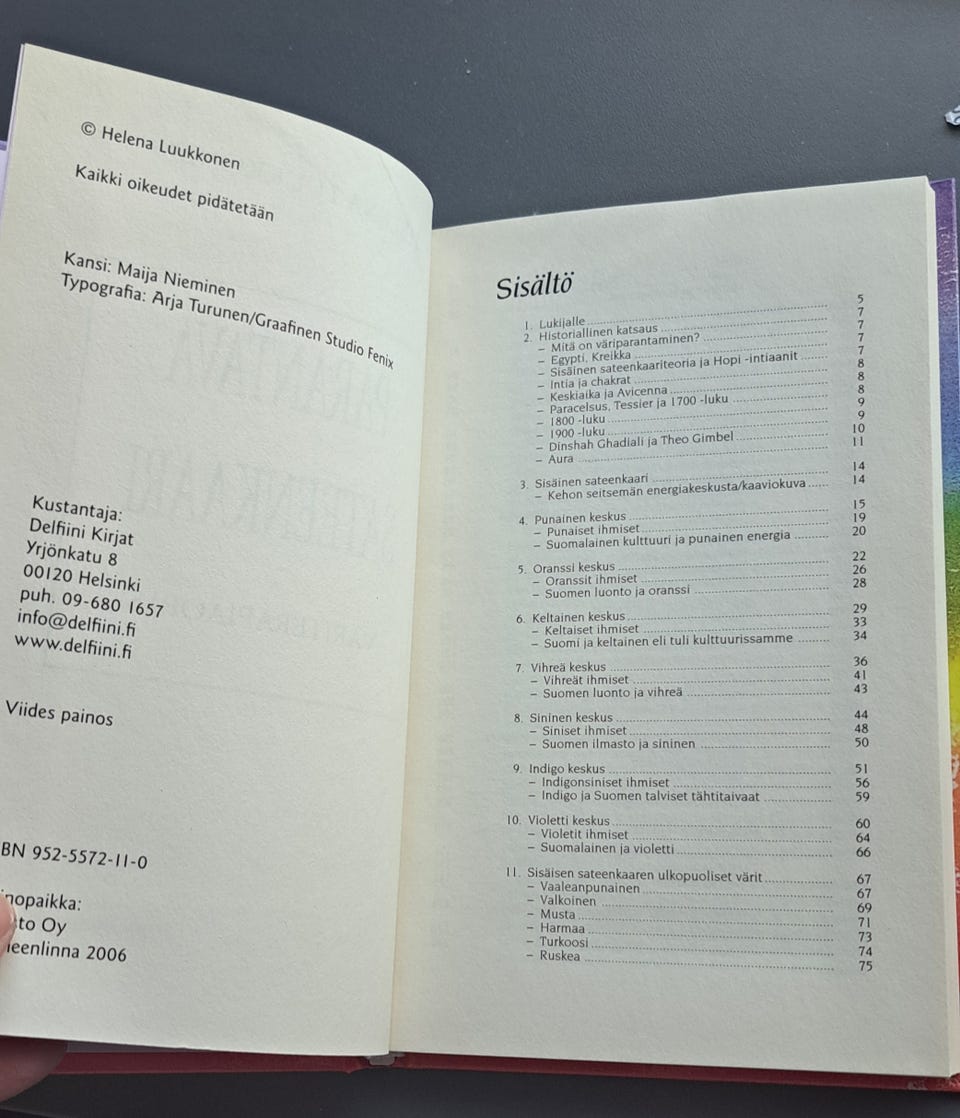 © Helena Luukkonen
Kaikki oikeudet pidätetään
Kansi: Maija Nieminen
Typografia: Arja Turunen/Graafinen Studio Fenix
Kustantaja:
Delfiini Kirjat
Yrjönkatu 8
00120 Helsinki
puh. 09-680 1657
info@delfiini.fi
www.delfiini.fi
Viides painos
BN 952-5572-11-0
nopaikka:
sto Oy
eenlinna 2006
Sisältö
1. Lukijalle 5
2. Historiallinen katsaus 7
– Mitä on väriparantaminen? 7
– Egypti, Kreikka 7
– Sisäinen sateenkaariteoria ja Hopi -intiaanit 7
– Intia ja chakrat 8
– Keskiaika ja Avicenna 8
– Paracelsus, Tessier ja 1700 -luku 8
– 1800 -luku 9
– 1900 -luku 9
– Dinshah Ghadiali ja Theo Gimbel 10
– Aura 11
3. Sisäinen sateenkaari 14
– Kehon seitsemän energiakeskusta/kaaviokuva 14
4. Punainen keskus 15
– Punaiset ihmiset 19
– Suomalainen kulttuuri ja punainen energia 20
5. Oranssi keskus 22
– Oranssit ihmiset 26
– Suomen luonto ja oranssi 28
6. Keltainen keskus 29
– Keltaiset ihmiset 33
– Suomi ja keltainen eli tuli kulttuurissamme 34
7. Vihreä keskus 36
– Vihreät ihmiset 41
– Suomen luonto ja vihreä 43
8. Sininen keskus 44
– Siniset ihmiset 48
– Suomen ilmasto ja sininen 50
9. Indigo keskus 51
– Indigonsiniset ihmiset 56
– Indigo ja Suomen talviset tähtitaivaat 59
10. Violetti keskus 60
– Violetit ihmiset 64
– Suomalainen ja violetti 66
11. Sisäisen sateenkaaren ulkopuoliset värit 67
– Vaaleanpunainen 67
– Valkoinen 69
– Musta 71
– Harmaa 73
– Turkoosi 74
– Ruskea 75